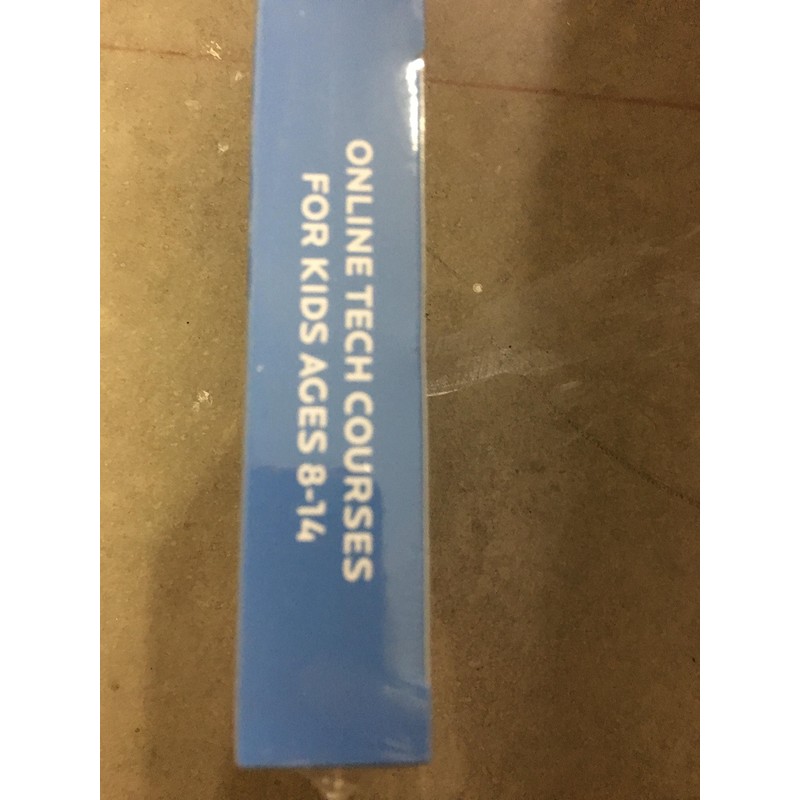 ONLINE TECH COURSES
FOR KIDS AGES 8-14